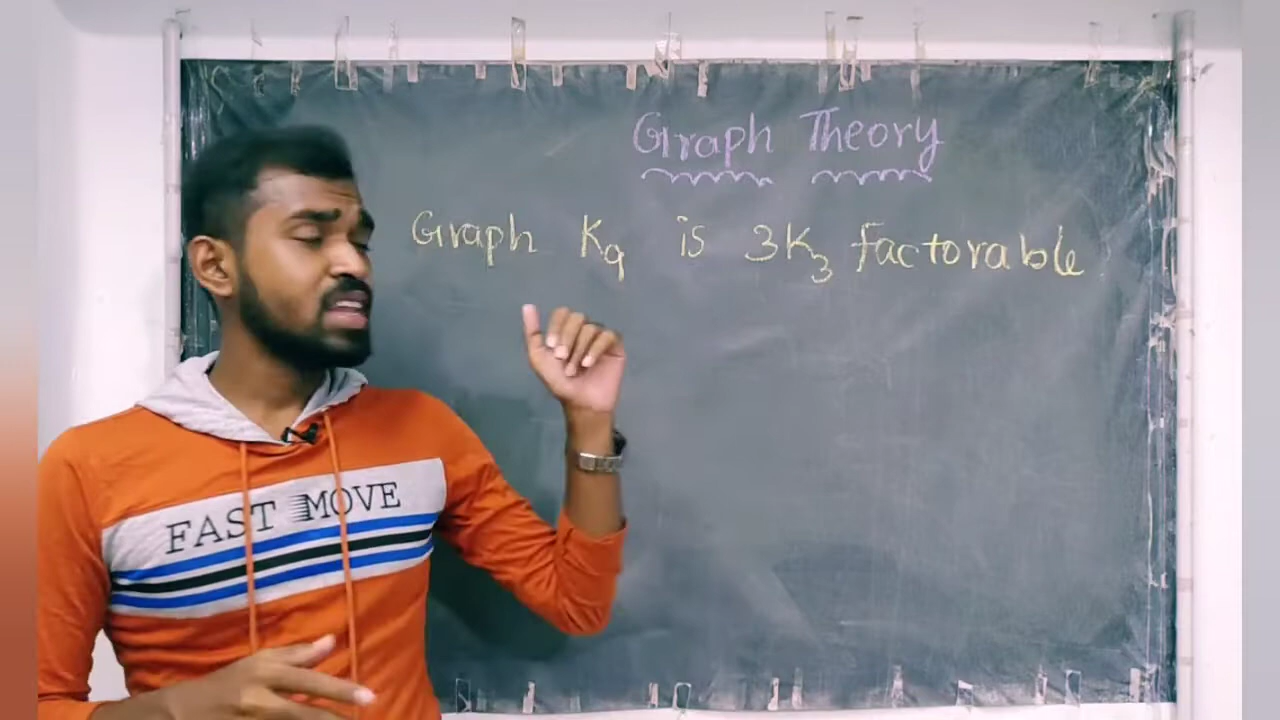 Graph Theory
Graph K₉ is 3K₃ factorable
FAST MOVE